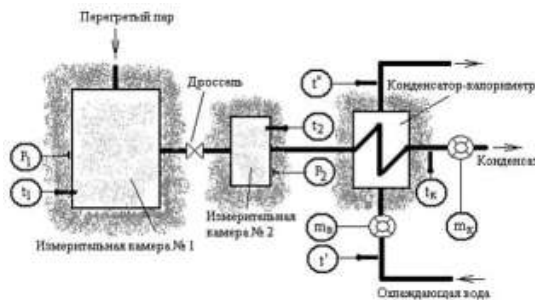 Перегретый пар
Дроссель
t"
Конденсатор-калориметр
P₁
t₁
t₂
P₂
Конденсат
tк
mк
Измерительная камера № 1
Измерительная
камера № 2
mв
t'
Охлаждающая вода